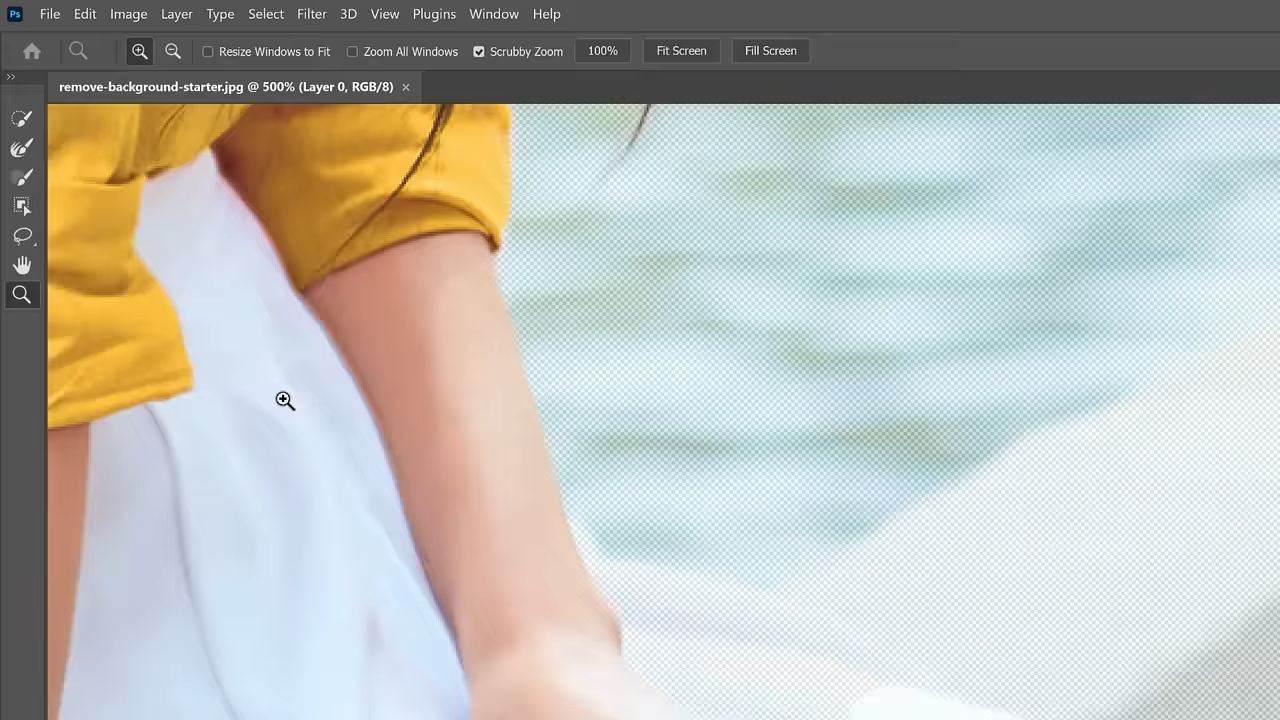 Ps File Edit Image Layer Type Select Filter 3D View Plugins Window Help
Resize Windows to Fit Zoom All Windows Scrubby Zoom 100% Fit Screen Fill Screen
remove-background-starter.jpg @ 500% (Layer 0, RGB/8) ×